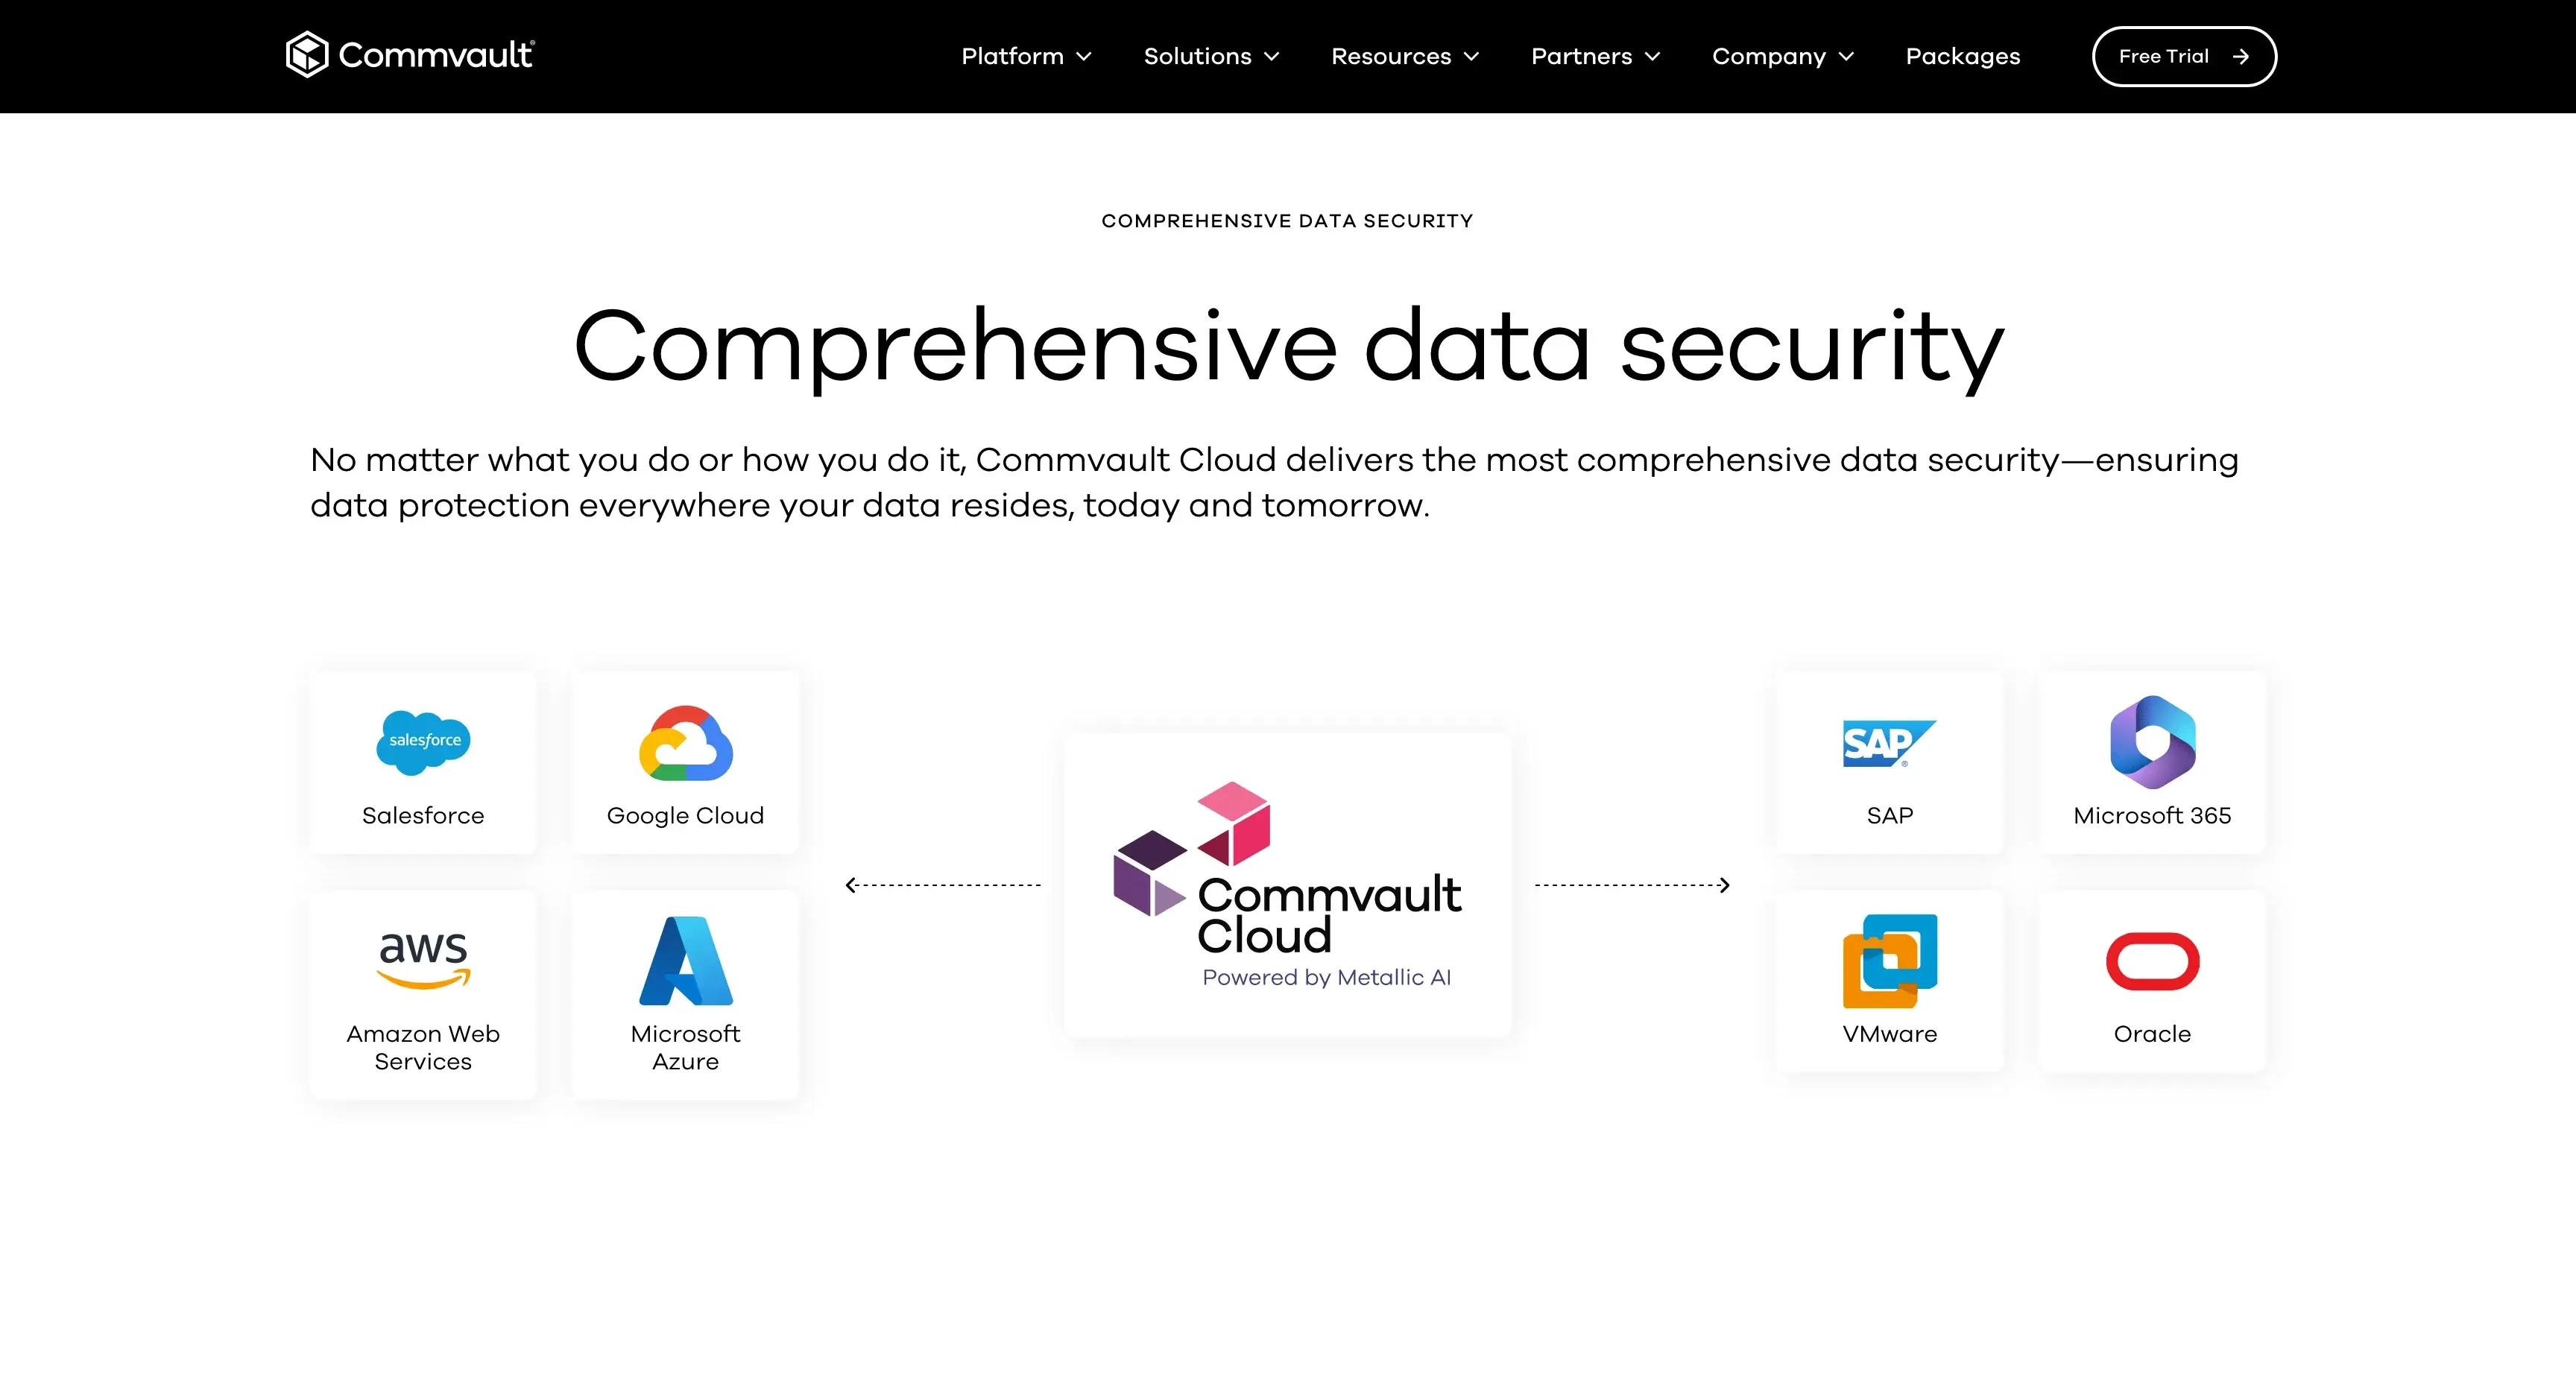 Commvault®
Platform
Solutions
Resources
Partners
Company
Packages
Free Trial
COMPREHENSIVE DATA SECURITY
Comprehensive data security
No matter what you do or how you do it, Commvault Cloud delivers the most comprehensive data security—ensuring
data protection everywhere your data resides, today and tomorrow.
salesforce
Salesforce
Google Cloud
aws
Amazon Web
Services
Microsoft
Azure
Commvault
Cloud
Powered by Metallic AI
SAP®
SAP
Microsoft 365
VMware
Oracle